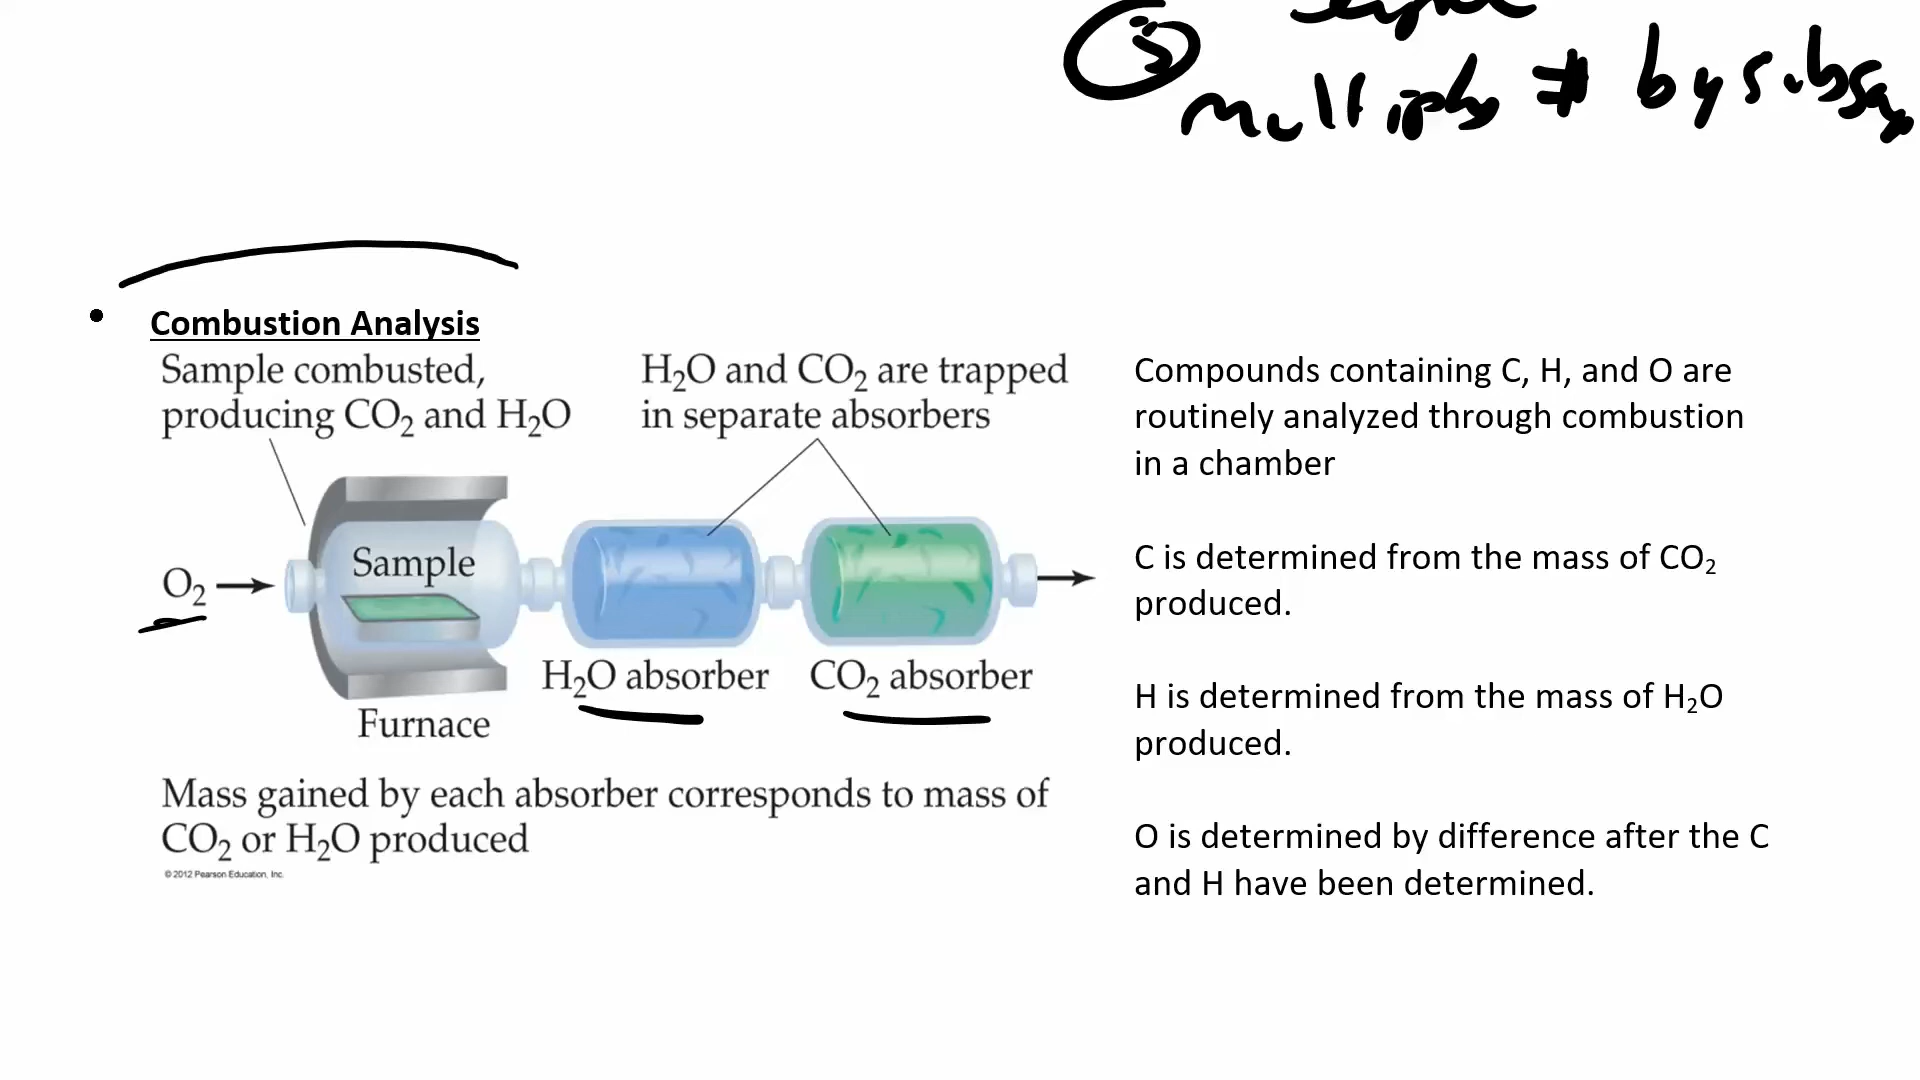 ③
multiply # by subs
• Combustion Analysis
Sample combusted,
producing CO₂ and H₂O
H₂O and CO₂ are trapped
in separate absorbers
O₂
Sample
H₂O absorber
CO₂ absorber
Furnace
Mass gained by each absorber corresponds to mass of
CO₂ or H₂O produced
© 2012 Pearson Education, Inc.
Compounds containing C, H, and O are
routinely analyzed through combustion
in a chamber
C is determined from the mass of CO₂
produced.
H is determined from the mass of H₂O
produced.
O is determined by difference after the C
and H have been determined.